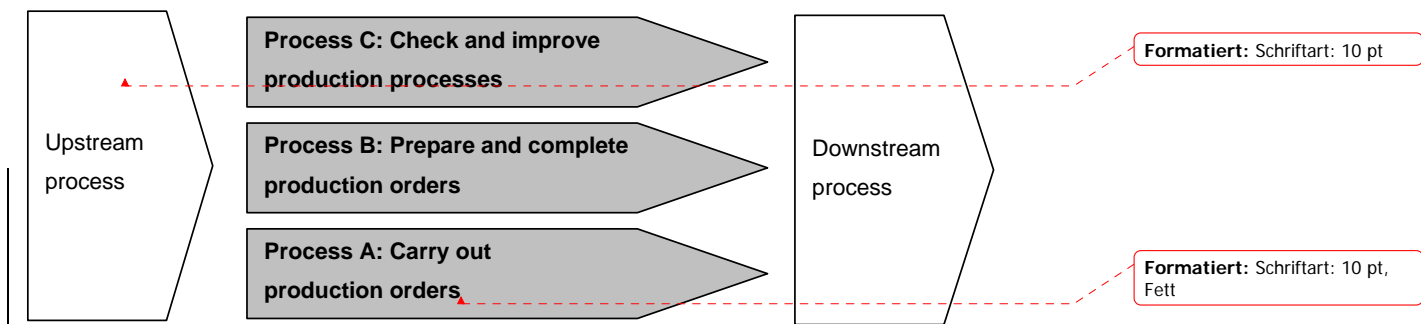 Upstream
process
Process C: Check and improve
production processes
Process B: Prepare and complete
production orders
Process A: Carry out
production orders
Downstream
process
Formatiert: Schriftart: 10 pt
Formatiert: Schriftart: 10 pt,
Fett